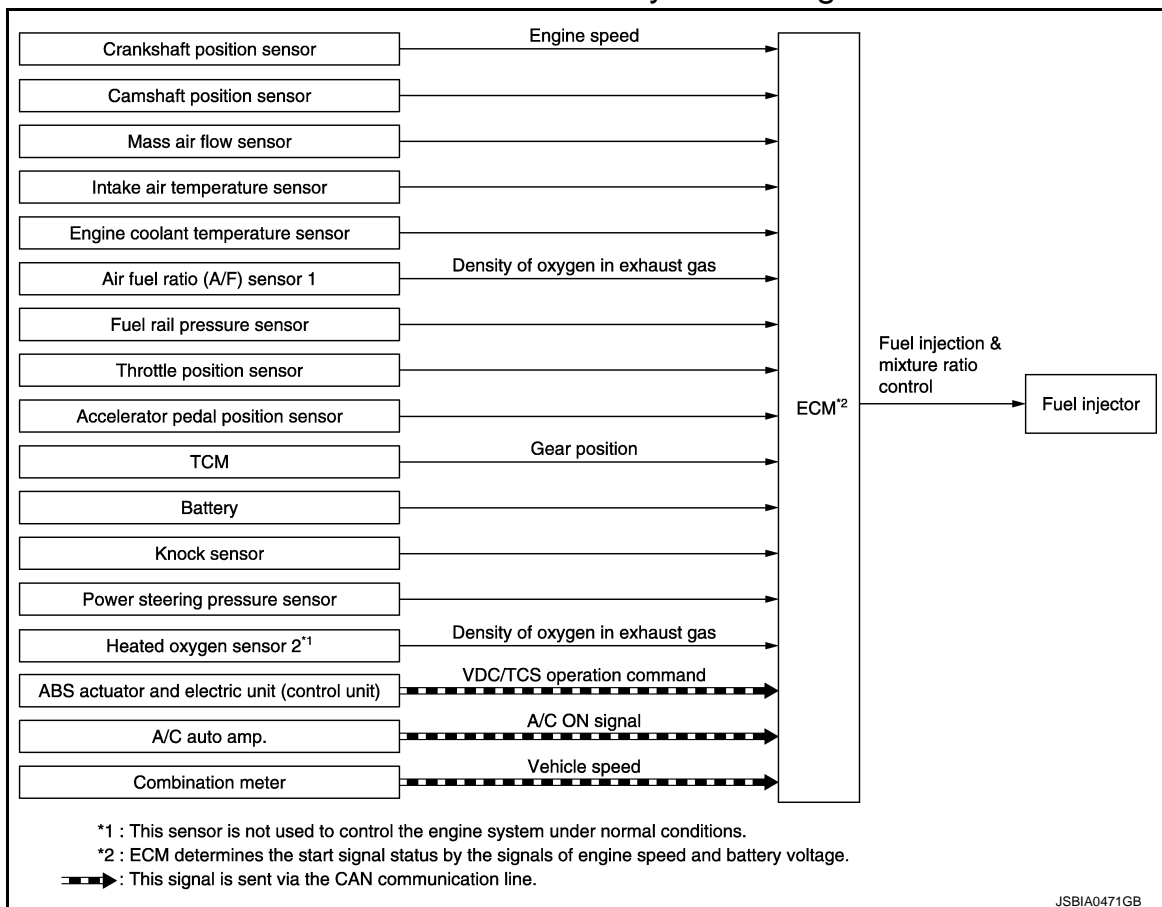 Crankshaft position sensor
Engine speed
Camshaft position sensor
Mass air flow sensor
Intake air temperature sensor
Engine coolant temperature sensor
Air fuel ratio (A/F) sensor 1
Density of oxygen in exhaust gas
Fuel rail pressure sensor
Throttle position sensor
Accelerator pedal position sensor
TCM
Gear position
Battery
Knock sensor
Power steering pressure sensor
Heated oxygen sensor 2*1
Density of oxygen in exhaust gas
ABS actuator and electric unit (control unit)
VDC/TCS operation command
A/C auto amp.
A/C ON signal
Combination meter
Vehicle speed
ECM*2
Fuel injection &
mixture ratio
control
Fuel injector
*1 : This sensor is not used to control the engine system under normal conditions.
*2 : ECM determines the start signal status by the signals of engine speed and battery voltage.
: This signal is sent via the CAN communication line.
JSBIA0471GB